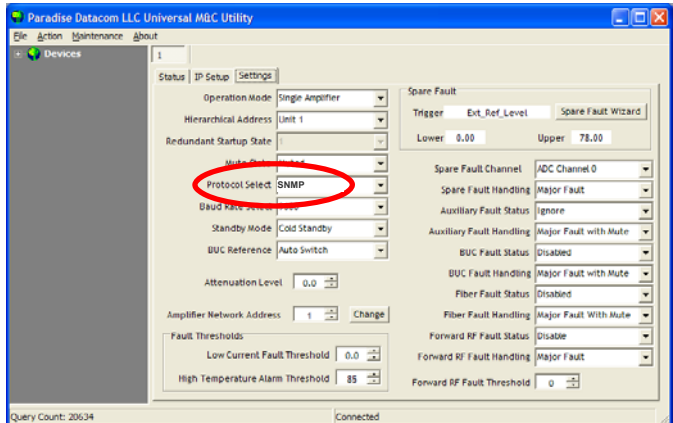 Paradise Datacom LLC Universal M&C Utility
File Action Maintenance About
Devices
1
Status IP Setup Settings
Operation Mode Single Amplifier
Hierarchical Address Unit 1
Redundant Startup State 1
Mute State Muted
Protocol Select SNMP
Baud Rate Select
Standby Mode Cold Standby
BUC Reference Auto Switch
Attenuation Level 0.0
Amplifier Network Address 1 Change
Fault Thresholds
Low Current Fault Threshold 0.0
High Temperature Alarm Threshold 85
Spare Fault
Trigger Ext_Ref_Level Spare Fault Wizard
Lower 0.00 Upper 78.00
Spare Fault Channel ADC Channel 0
Spare Fault Handling Major Fault
Auxiliary Fault Status Ignore
Auxiliary Fault Handling Major Fault with Mute
BUC Fault Status Disabled
BUC Fault Handling Major Fault with Mute
Fiber Fault Status Disabled
Fiber Fault Handling Major Fault With Mute
Forward RF Fault Status Disable
Forward RF Fault Handling Major Fault
Forward RF Fault Threshold 0
Query Count: 20634 Connected